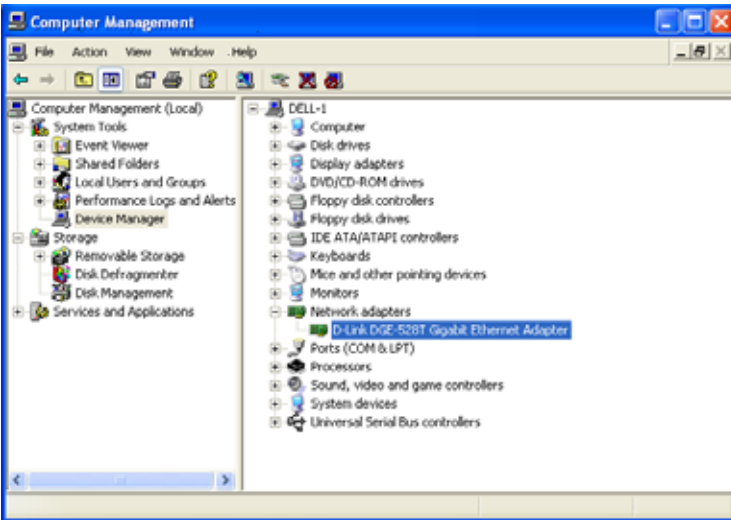 Computer Management
File Action View Window Help
Computer Management (Local)
System Tools
Event Viewer
Shared Folders
Local Users and Groups
Performance Logs and Alerts
Device Manager
Storage
Removable Storage
Disk Defragmenter
Disk Management
Services and Applications
DELL-1
Computer
Disk drives
Display adapters
DVD/CD-ROM drives
Floppy disk controllers
Floppy disk drives
IDE ATA/ATAPI controllers
Keyboards
Mice and other pointing devices
Monitors
Network adapters
D-Link DGE-528T Gigabit Ethernet Adapter
Ports (COM & LPT)
Processors
Sound, video and game controllers
System devices
Universal Serial Bus controllers